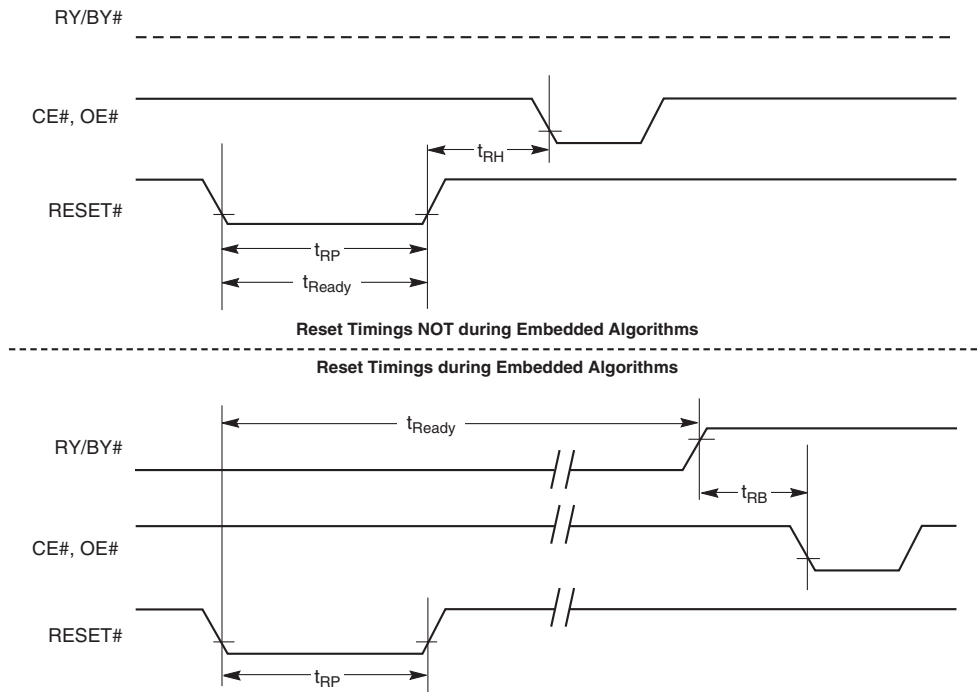 RY/BY#
CE#, OE#
tRH
RESET#
tRP
tReady
Reset Timings NOT during Embedded Algorithms
Reset Timings during Embedded Algorithms
tReady
RY/BY#
tRB
CE#, OE#
RESET#
tRP